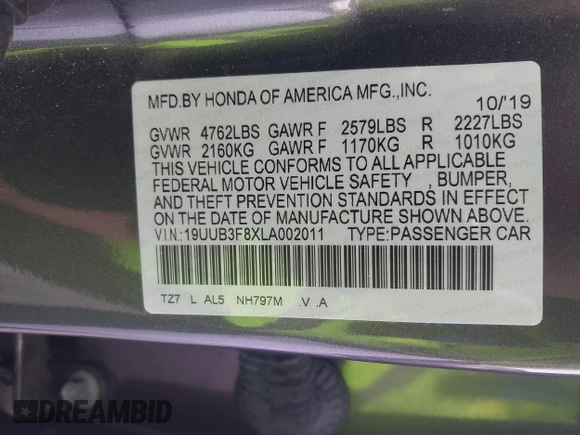 MFD.BY HONDA OF AMERICA MFG.,INC. 10/'19
GVWR 4762LBS GAWR F 2579LBS R 2227LBS
GVWR 2160KG GAWR F 1170KG R 1010KG
THIS VEHICLE CONFORMS TO ALL APPLICABLE
FEDERAL MOTOR VEHICLE SAFETY , BUMPER,
AND THEFT PREVENTION STANDARDS IN EFFECT
ON THE DATE OF MANUFACTURE SHOWN ABOVE.
V.I.N.:19UUB3F8XLA002011 TYPE:PASSENGER CAR
TZ7 L AL5 NH797M .V .A
DREAMBID